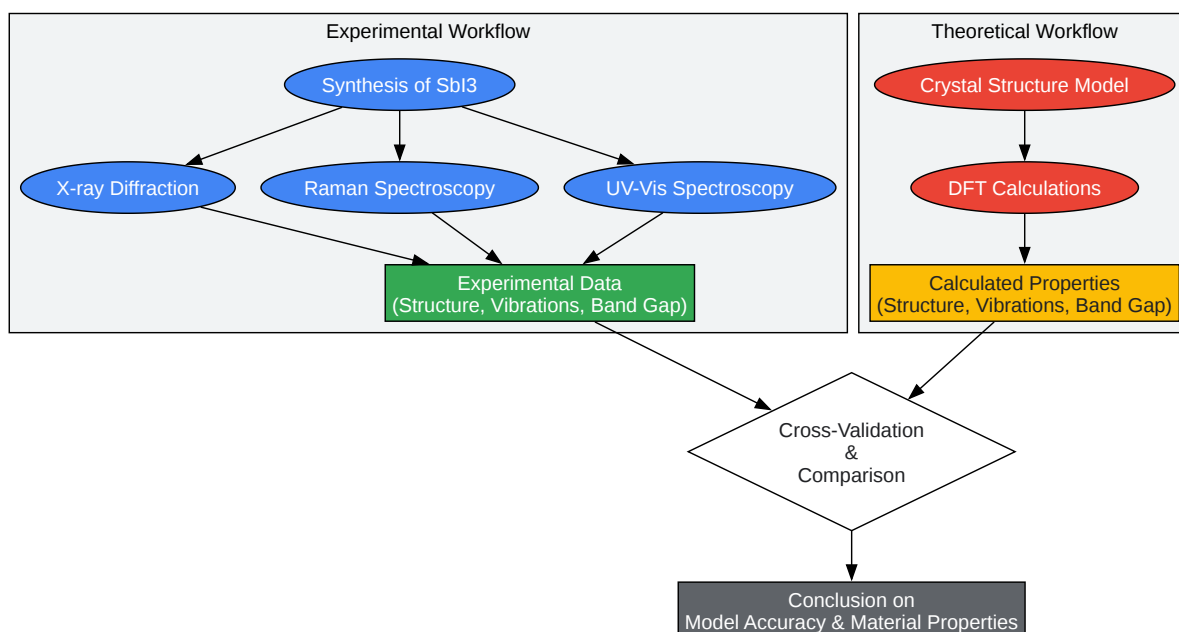 Experimental Workflow
Theoretical Workflow
Synthesis of SbI3
Crystal Structure Model
X-ray Diffraction
Raman Spectroscopy
UV-Vis Spectroscopy
DFT Calculations
Experimental Data
(Structure, Vibrations, Band Gap)
Calculated Properties
(Structure, Vibrations, Band Gap)
Cross-Validation
&
Comparison
Conclusion on
Model Accuracy & Material Properties